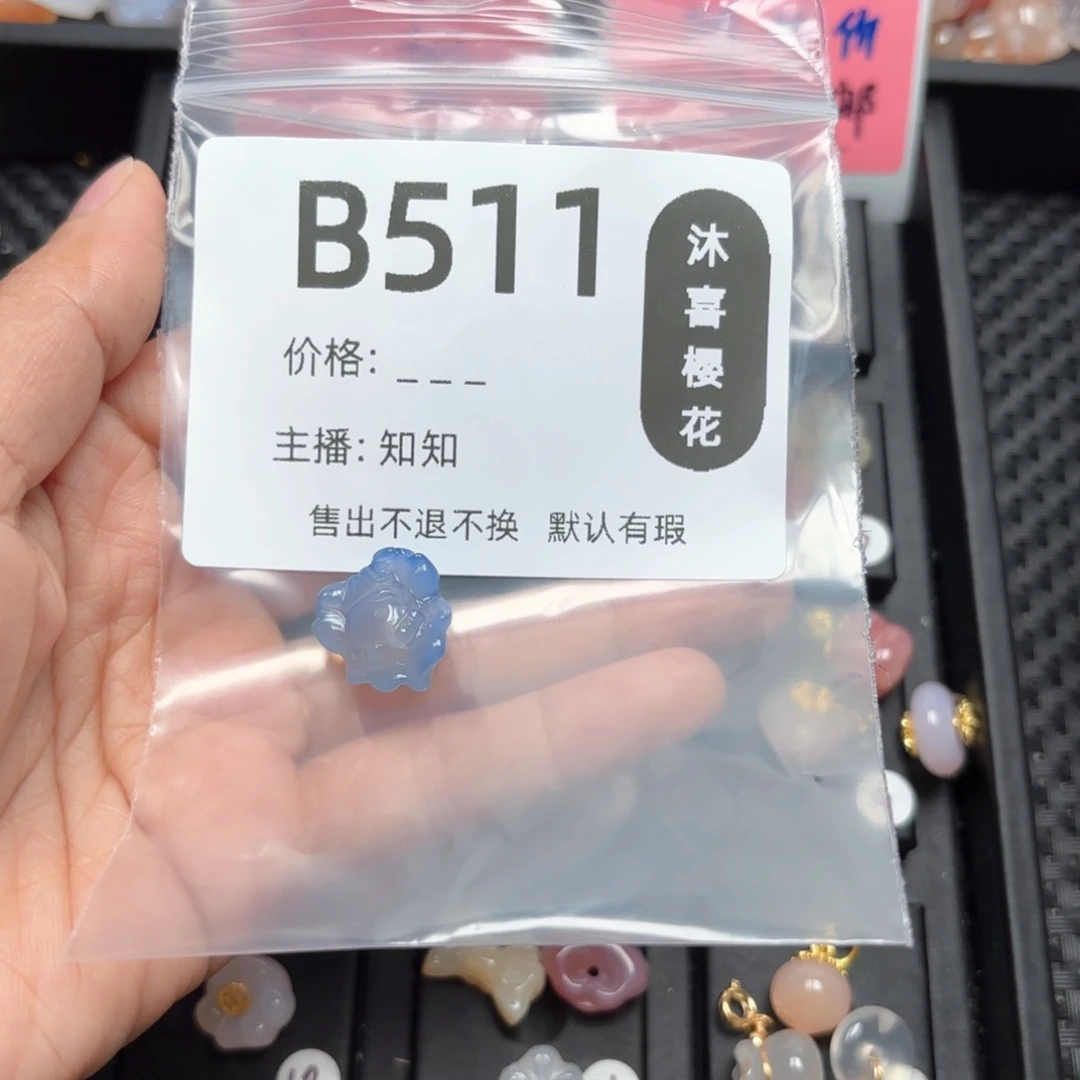 B511
沐喜樱花
价格: _ _ _
主播: 知知
售出不退不换 默认有瑕